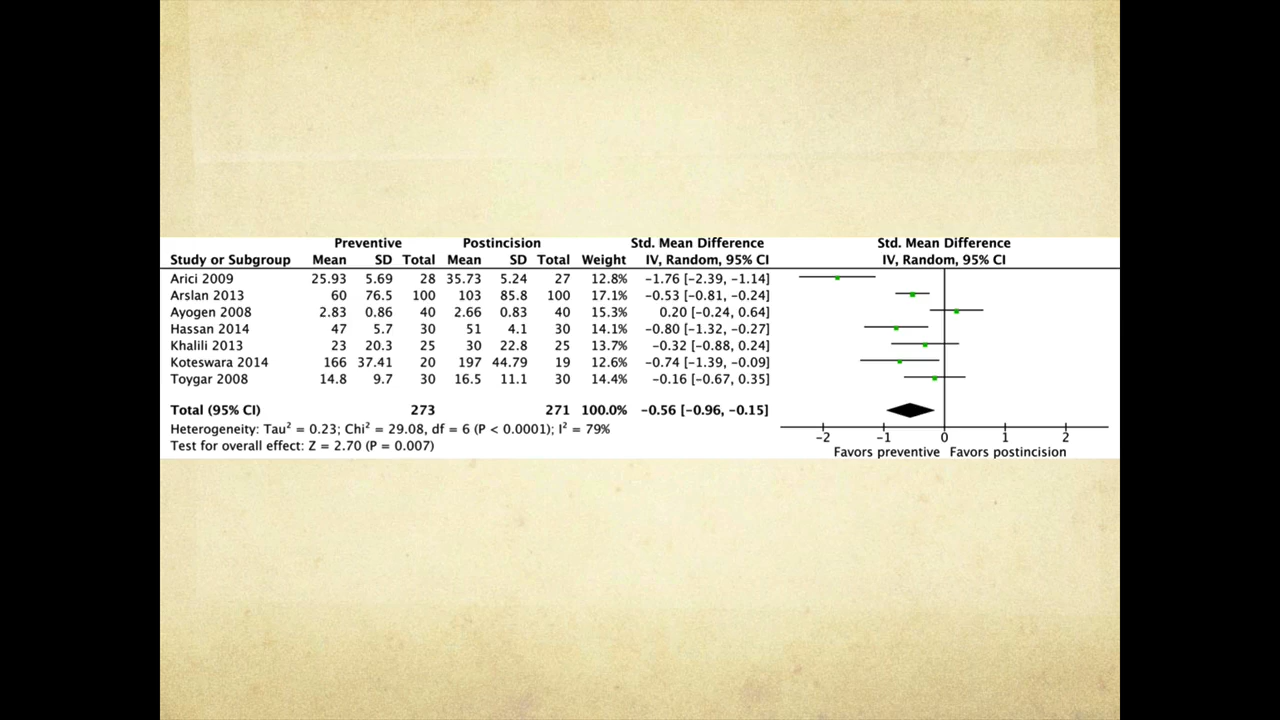 Preventive Postincision Std. Mean Difference Std. Mean Difference
Study or Subgroup Mean SD Total Mean SD Total Weight IV, Random, 95% CI IV, Random, 95% CI
Arici 2009 25.93 5.69 28 35.73 5.24 27 12.8% −1.76 [−2.39, −1.14]
Arslan 2013 60 76.5 100 103 85.8 100 17.1% −0.53 [−0.81, −0.24]
Ayogen 2008 2.83 0.86 40 2.66 0.83 40 15.3% 0.20 [−0.24, 0.64]
Hassan 2014 47 5.7 30 51 4.1 30 14.1% −0.80 [−1.32, −0.27]
Khalili 2013 23 20.3 25 30 22.8 25 13.7% −0.32 [−0.88, 0.24]
Koteswara 2014 166 37.41 20 197 44.79 19 12.6% −0.74 [−1.39, −0.09]
Toygar 2008 14.8 9.7 30 16.5 11.1 30 14.4% −0.16 [−0.67, 0.35]
Total (95% CI) 273 271 100.0% −0.56 [−0.96, −0.15]
Heterogeneity: Tau² = 0.23; Chi² = 29.08, df = 6 (P < 0.0001); I² = 79%
Test for overall effect: Z = 2.70 (P = 0.007)
−2 −1 0 1 2
Favors preventive Favors postincision